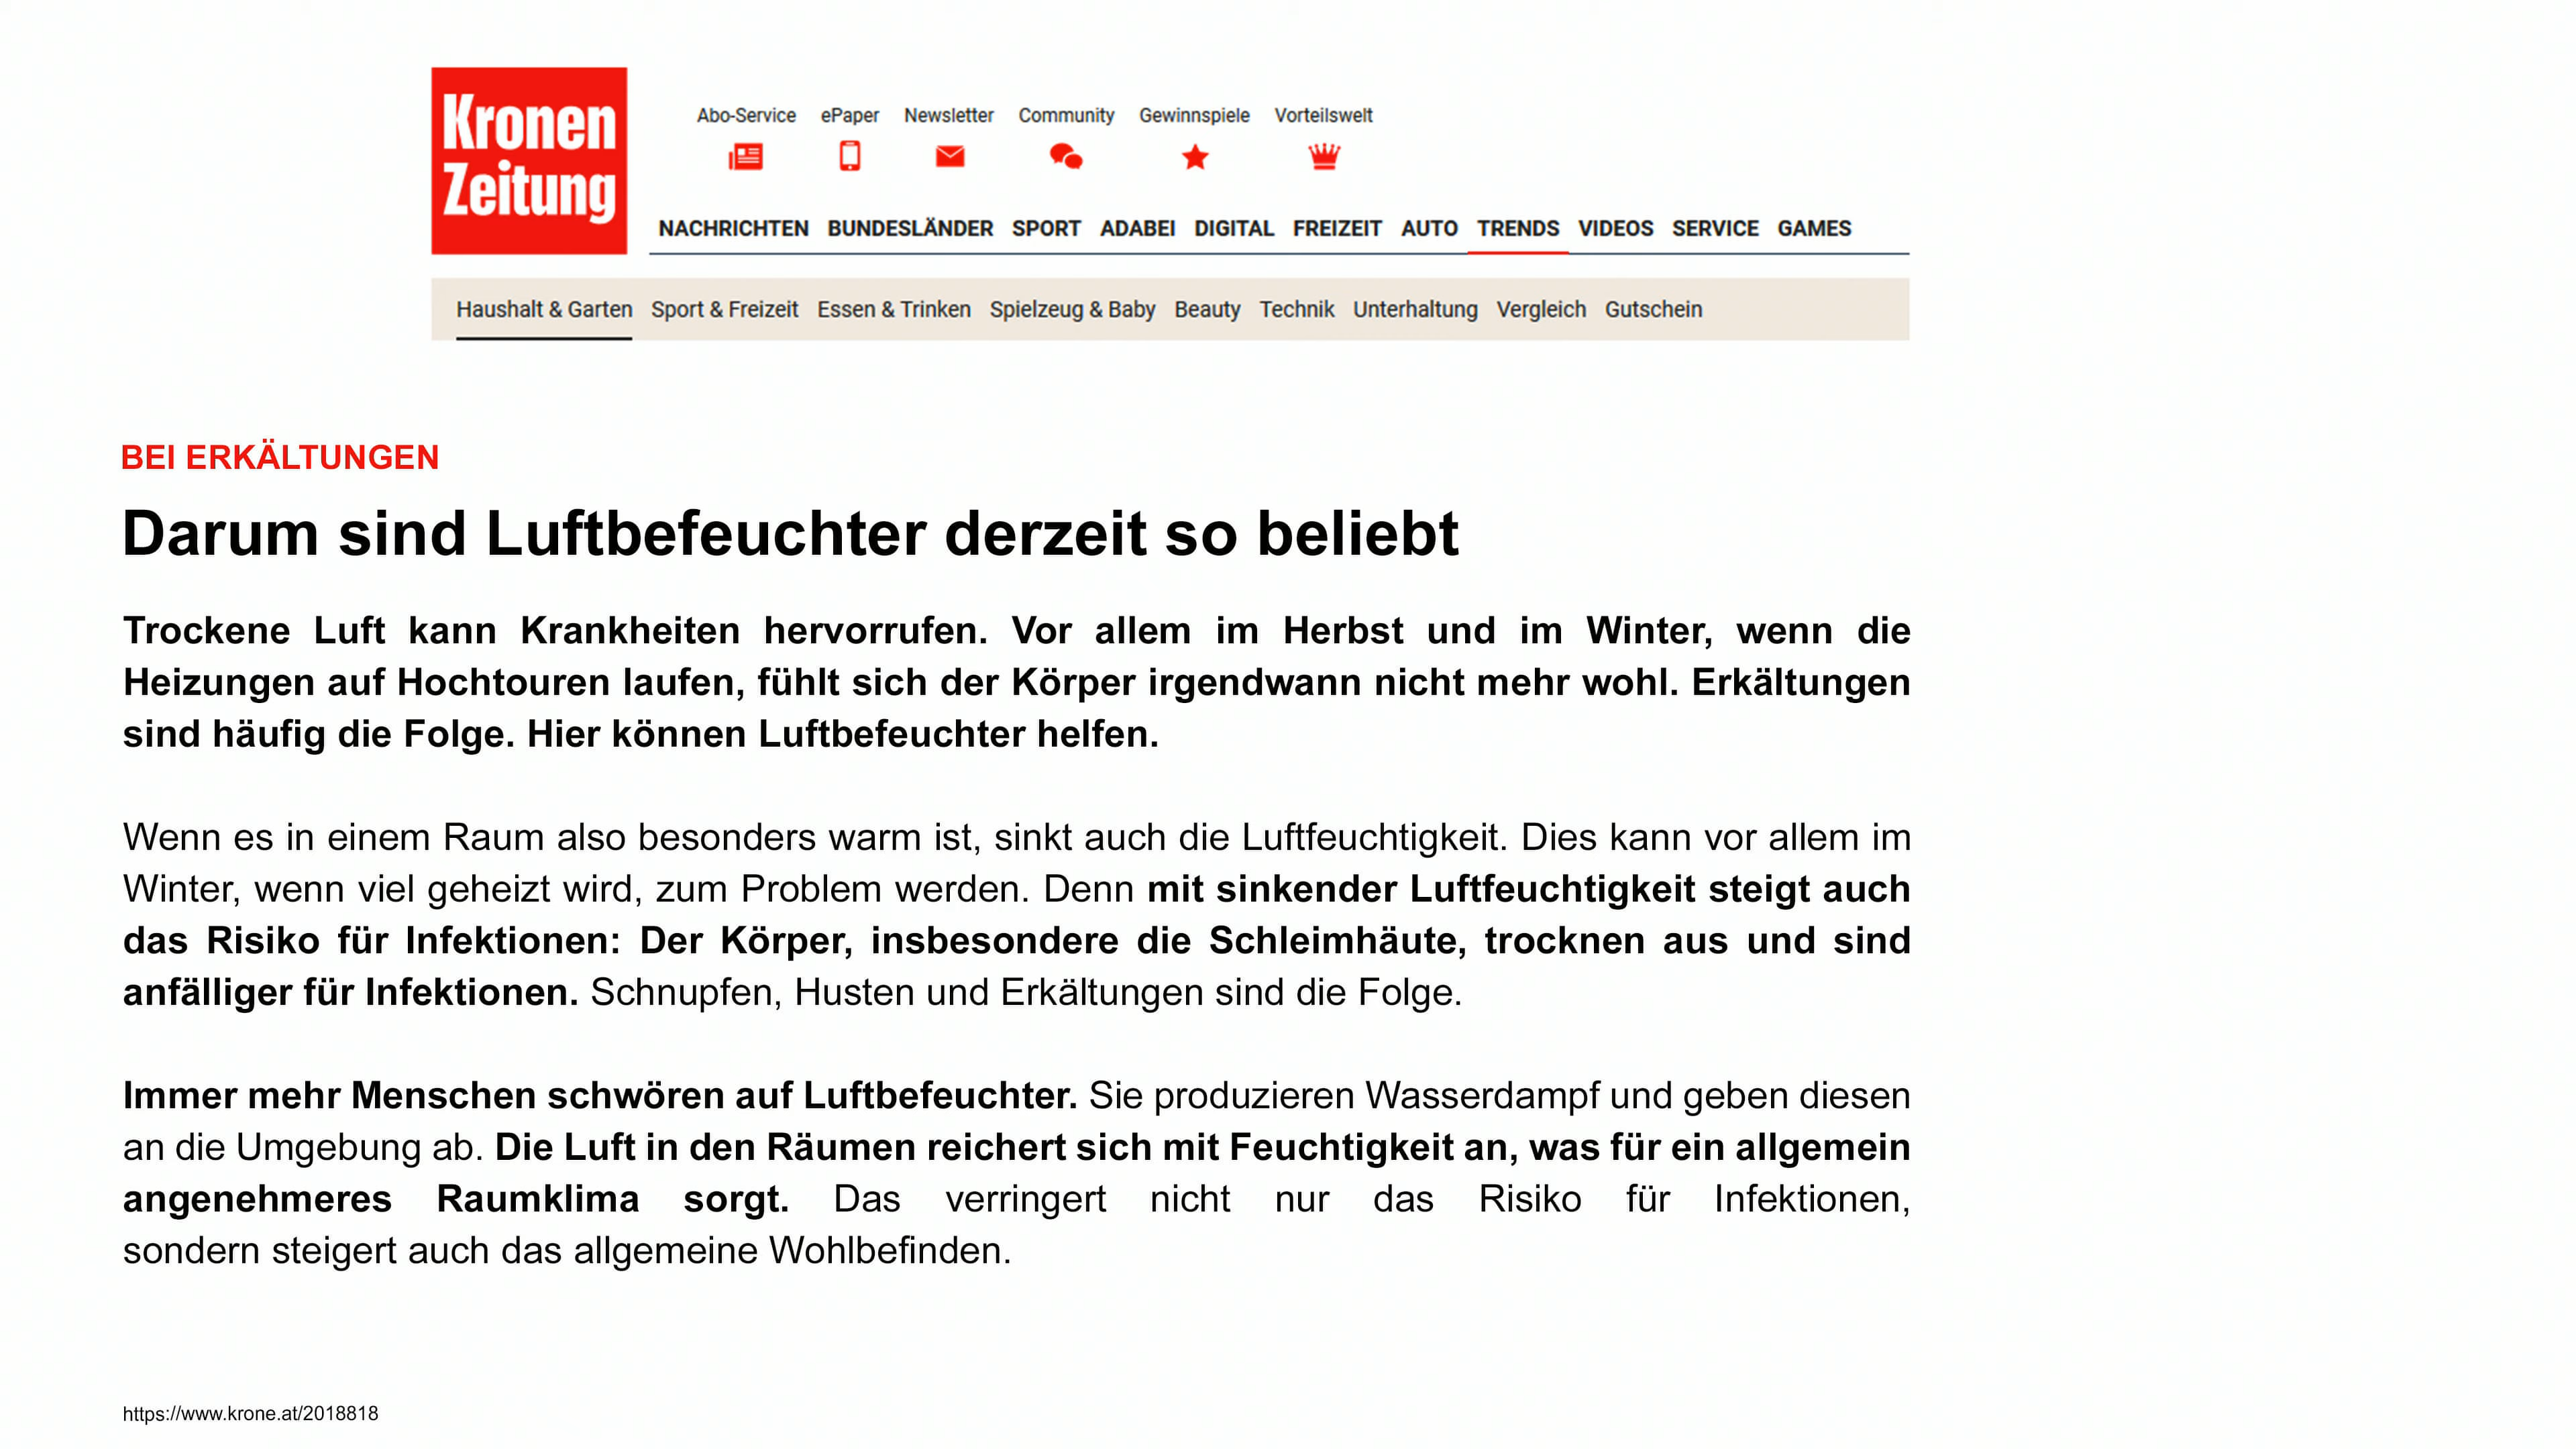 Kronen
Zeitung
Abo-Service ePaper Newsletter Community Gewinnspiele Vorteilswelt
NACHRICHTEN BUNDESLÄNDER SPORT ADABEI DIGITAL FREIZEIT AUTO TRENDS VIDEOS SERVICE GAMES
Haushalt & Garten Sport & Freizeit Essen & Trinken Spielzeug & Baby Beauty Technik Unterhaltung Vergleich Gutschein
BEI ERKÄLTUNGEN
Darum sind Luftbefeuchter derzeit so beliebt
Trockene Luft kann Krankheiten hervorrufen. Vor allem im Herbst und im Winter, wenn die
Heizungen auf Hochtouren laufen, fühlt sich der Körper irgendwann nicht mehr wohl. Erkältungen
sind häufig die Folge. Hier können Luftbefeuchter helfen.
Wenn es in einem Raum also besonders warm ist, sinkt auch die Luftfeuchtigkeit. Dies kann vor allem im
Winter, wenn viel geheizt wird, zum Problem werden. Denn mit sinkender Luftfeuchtigkeit steigt auch
das Risiko für Infektionen: Der Körper, insbesondere die Schleimhäute, trocknen aus und sind
anfälliger für Infektionen. Schnupfen, Husten und Erkältungen sind die Folge.
Immer mehr Menschen schwören auf Luftbefeuchter. Sie produzieren Wasserdampf und geben diesen
an die Umgebung ab. Die Luft in den Räumen reichert sich mit Feuchtigkeit an, was für ein allgemein
angenehmeres Raumklima sorgt. Das verringert nicht nur das Risiko für Infektionen,
sondern steigert auch das allgemeine Wohlbefinden.
https://www.krone.at/2018818